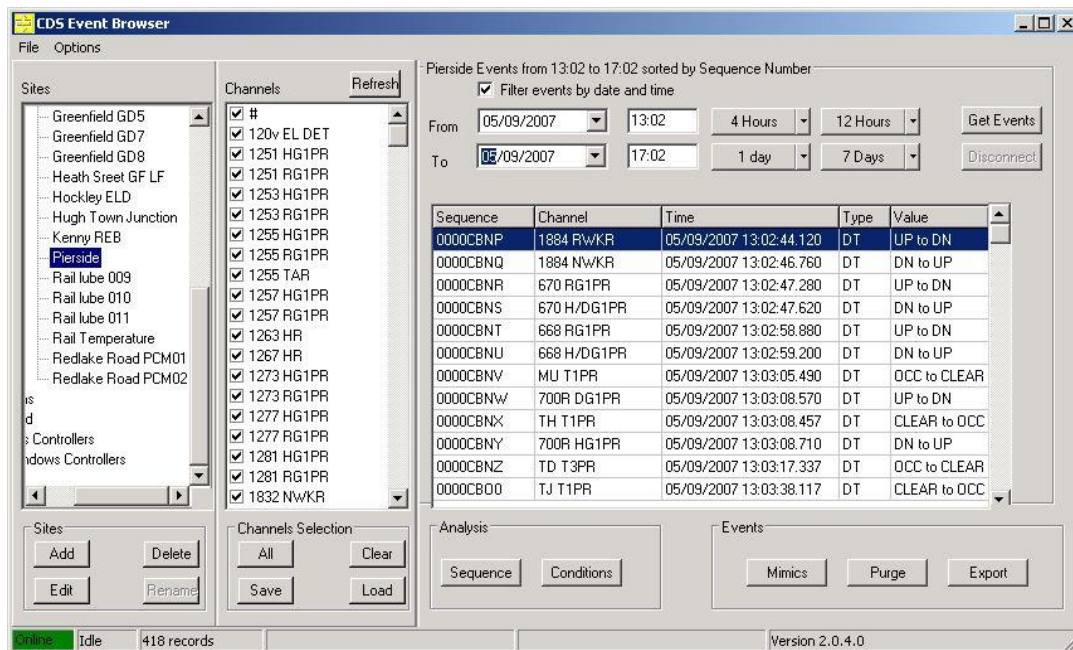 CDS Event Browser
File Options
Sites
Greenfield GD5
Greenfield GD7
Greenfield GD8
Heath Sreet GF LF
Hockley ELD
Hugh Town Junction
Kenny REB
Pierside
Rail lube 009
Rail lube 010
Rail lube 011
Rail Temperature
Redlake Road PCM01
Redlake Road PCM02
s Controllers
ndows Controllers
Channels
Refresh
#
120v EL DET
1251 HG1PR
1251 RG1PR
1253 HG1PR
1253 RG1PR
1255 HG1PR
1255 RG1PR
1255 TAR
1257 HG1PR
1257 RG1PR
1263 HR
1267 HR
1273 HG1PR
1273 RG1PR
1277 HG1PR
1277 RG1PR
1281 HG1PR
1281 RG1PR
1832 NWKR
Pierside Events from 13:02 to 17:02 sorted by Sequence Number
Filter events by date and time
From 05/09/2007 13:02 4 Hours 12 Hours Get Events
To 05/09/2007 17:02 1 day 7 Days Disconnect
Sequence Channel Time Type Value
0000CBNP 1884 RWKR 05/09/2007 13:02:44.120 DT UP to DN
0000CBNQ 1884 NWKR 05/09/2007 13:02:46.760 DT DN to UP
0000CBNR 670 RG1PR 05/09/2007 13:02:47.280 DT UP to DN
0000CBNS 670 H/DG1PR 05/09/2007 13:02:47.620 DT DN to UP
0000CBNT 668 RG1PR 05/09/2007 13:02:58.880 DT UP to DN
0000CBNU 668 H/DG1PR 05/09/2007 13:02:59.200 DT DN to UP
0000CBNV MU T1PR 05/09/2007 13:03:05.490 DT OCC to CLEAR
0000CBNW 700R DG1PR 05/09/2007 13:03:08.570 DT UP to DN
0000CBNX TH T1PR 05/09/2007 13:03:08.457 DT CLEAR to OCC
0000CBNY 700R HG1PR 05/09/2007 13:03:08.710 DT DN to UP
0000CBNZ TD T3PR 05/09/2007 13:03:17.337 DT OCC to CLEAR
0000CBO0 TJ T1PR 05/09/2007 13:03:38.117 DT CLEAR to OCC
Sites
Add Delete
Edit Rename
Channels Selection
All Clear
Save Load
Analysis
Sequence Conditions
Events
Mimics Purge Export
Online Idle 418 records Version 2.0.4.0